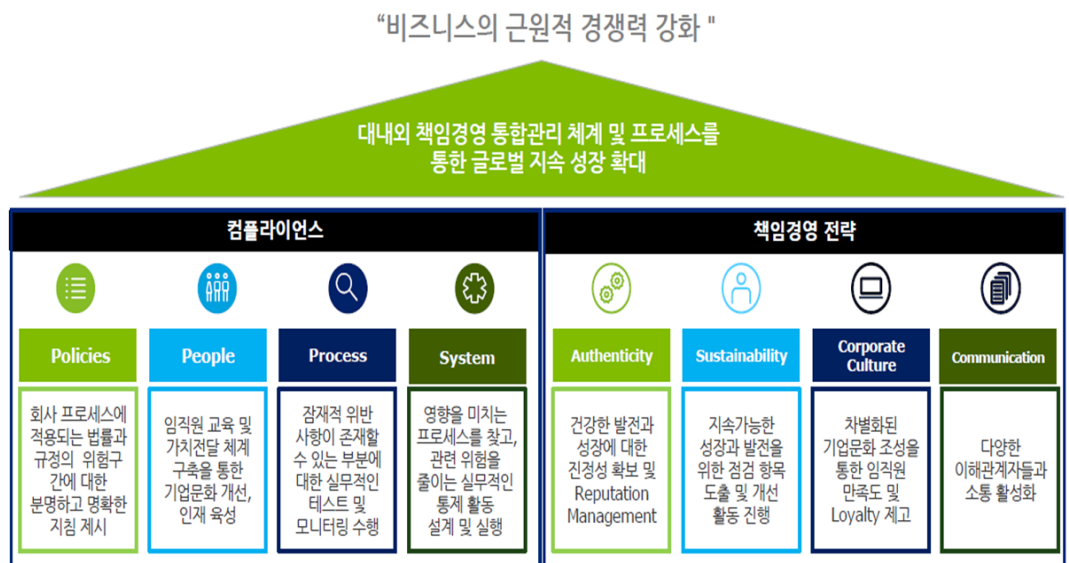 “비즈니스의 근원적 경쟁력 강화 "
대내외 책임경영 통합관리 체계 및 프로세스를
통한 글로벌 지속 성장 확대
컴플라이언스
책임경영 전략
Policies
People
Process
System
Authenticity
Sustainability
Corporate
Culture
Communication
회사 프로세스에
적용되는 법률과
규정의 위험구
간에 대한
분명하고 명확한
지침 제시
임직원 교육 및
가치전달 체계
구축을 통한
기업문화 개선,
인재 육성
잠재적 위반
사항이 존재할
수 있는 부분에
대한 실무적인
테스트 및
모니터링 수행
영향을 미치는
프로세스를 찾고,
관련 위험을
줄이는 실무적인
통제 활동
설계 및 실행
건강한 발전과
성장에 대한
진정성 확보 및
Reputation
Management
지속가능한
성장과 발전을
위한 점검 항목
도출 및 개선
활동 진행
차별화된
기업문화 조성을
통한 임직원
만족도 및
Loyalty 제고
다양한
이해관계자들과
소통 활성화